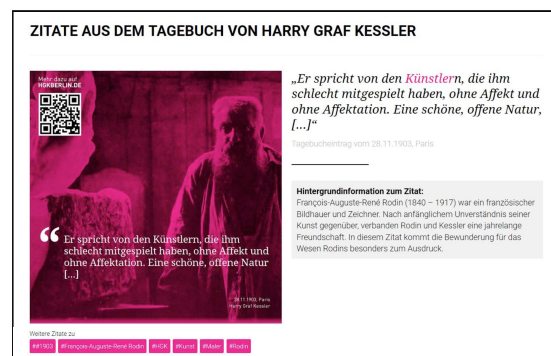 ZITATE AUS DEM TAGEBUCH VON HARRY GRAF KESSLER
Mehr dazu auf
HGKBERLIN.DE
“ Er spricht von den Künstlern, die ihm
schlecht mitgespielt haben, ohne Affekt und
ohne Affektation. Eine schöne, offene Natur
[...]
28.11.1903, Paris
Harry Graf Kessler
„Er spricht von den Künstlern, die ihm
schlecht mitgespielt haben, ohne Affekt und
ohne Affektation. Eine schöne, offene Natur,
[...]“
Tagebucheintrag vom 28.11.1903, Paris
Hintergrundinformation zum Zitat:
François-Auguste-René Rodin (1840 – 1917) war ein französischer
Bildhauer und Zeichner. Nach anfänglichem Unverständnis seiner
Kunst gegenüber, verbanden Rodin und Kessler eine jahrelange
Freundschaft. In diesem Zitat kommt die Bewunderung für das
Wesen Rodins besonders zum Ausdruck.
Weitere Zitate zu
##1903 #François-Auguste-René Rodin #HGK #Kunst #Maler #Rodin